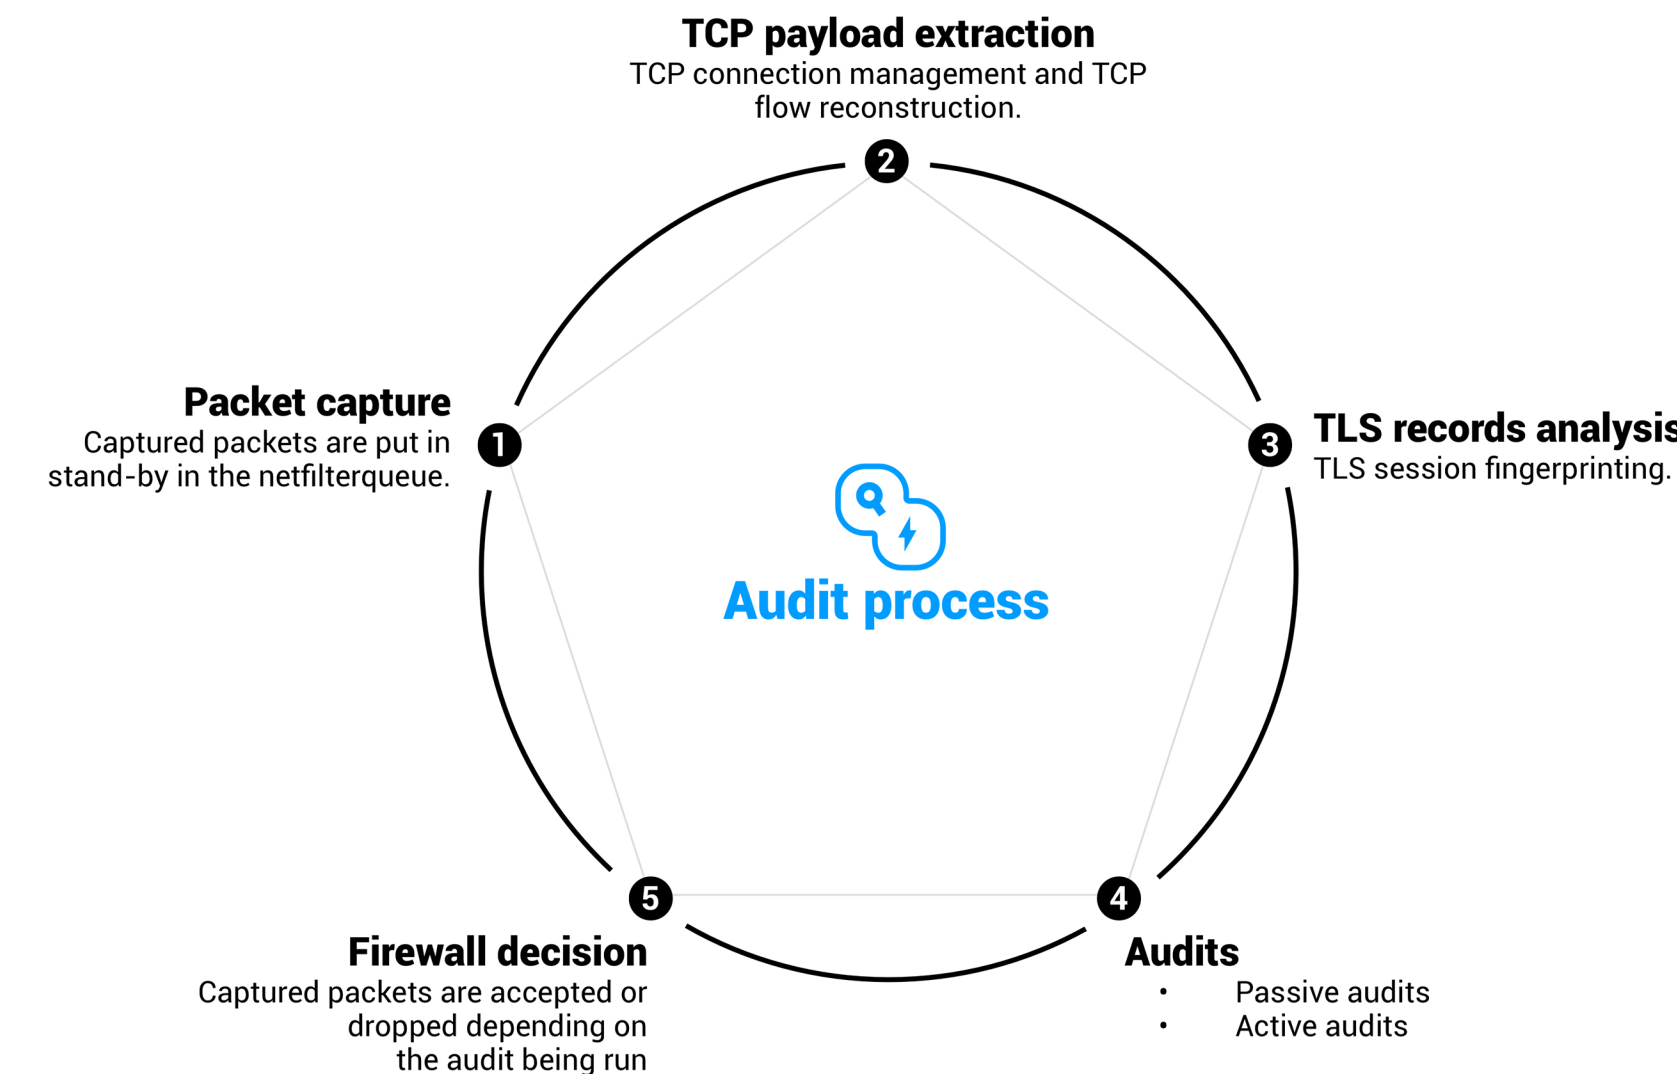 TCP payload extraction
TCP connection management and TCP
flow reconstruction.
2
Packet capture
Captured packets are put in
stand-by in the netfilterqueue.
1
3
TLS records analysis
TLS session fingerprinting.
Audit process
5
Firewall decision
Captured packets are accepted or
dropped depending on
the audit being run
4
Audits
• Passive audits
• Active audits